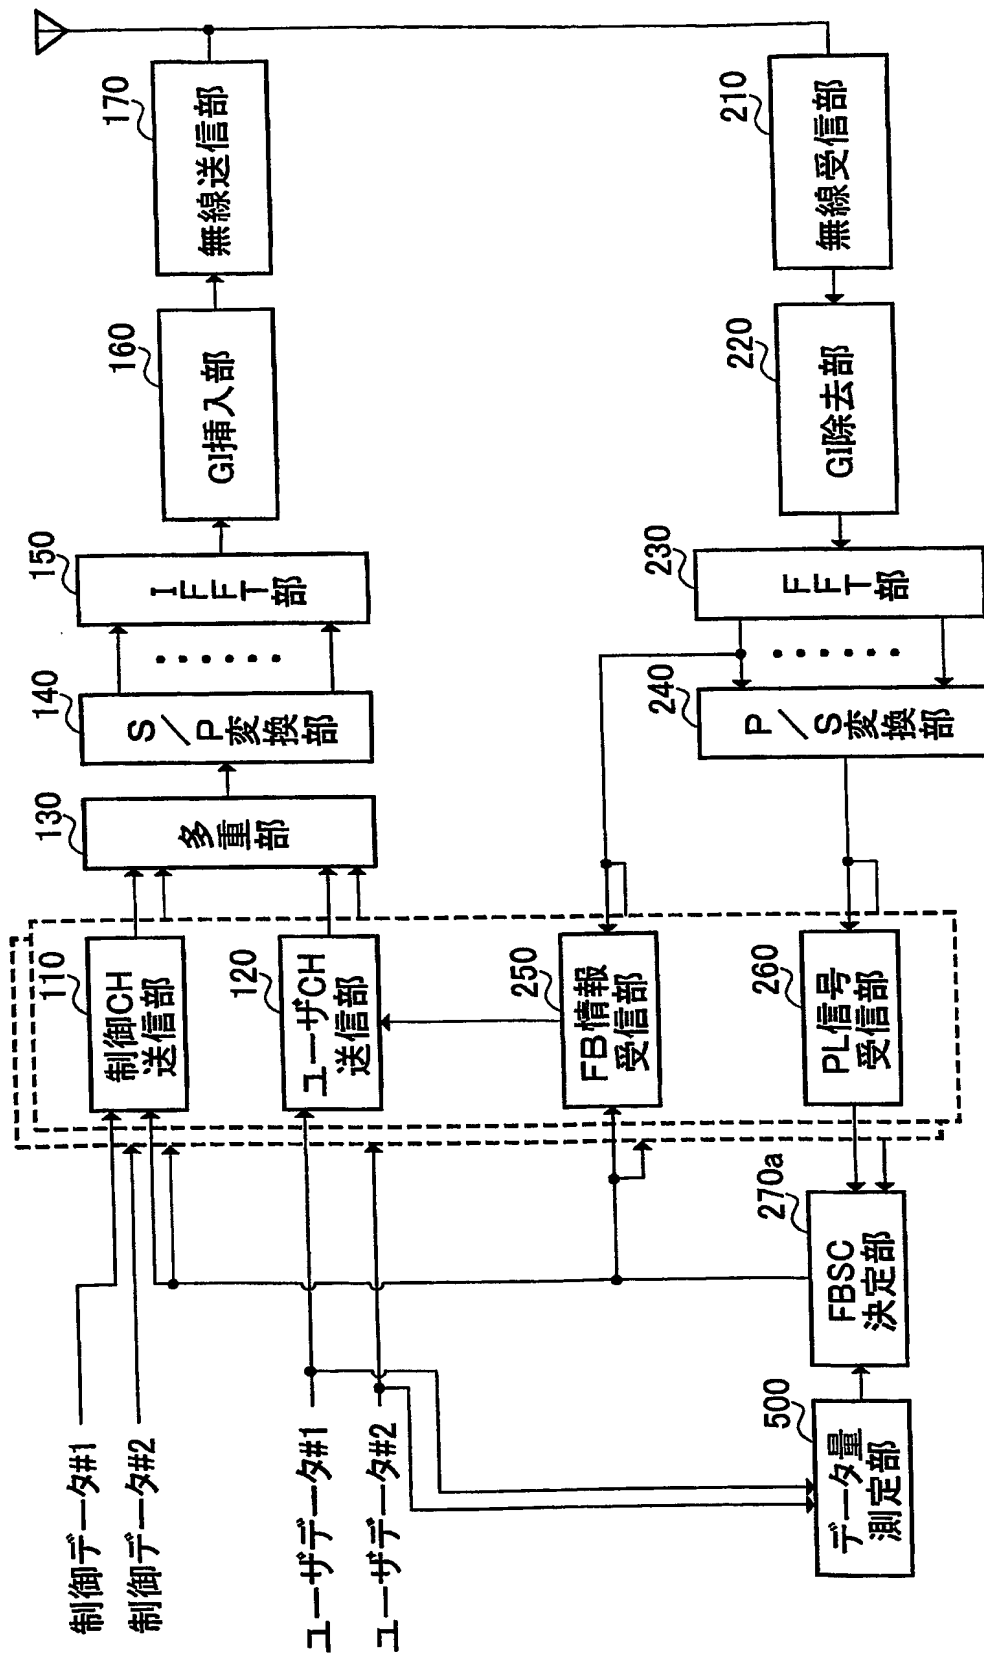 制御データ#1
制御データ#2
ユーザデータ#1
ユーザデータ#2
110
制御CH
送信部
120
ユーザCH
送信部
130
多重部
140
S/P変換部
150
IFFT部
160
GI挿入部
170
無線送信部
210
無線受信部
220
GI除去部
230
FFT部
240
P/S変換部
250
FB情報
受信部
260
PL信号
受信部
270a
FBSC
決定部
500
データ量
測定部